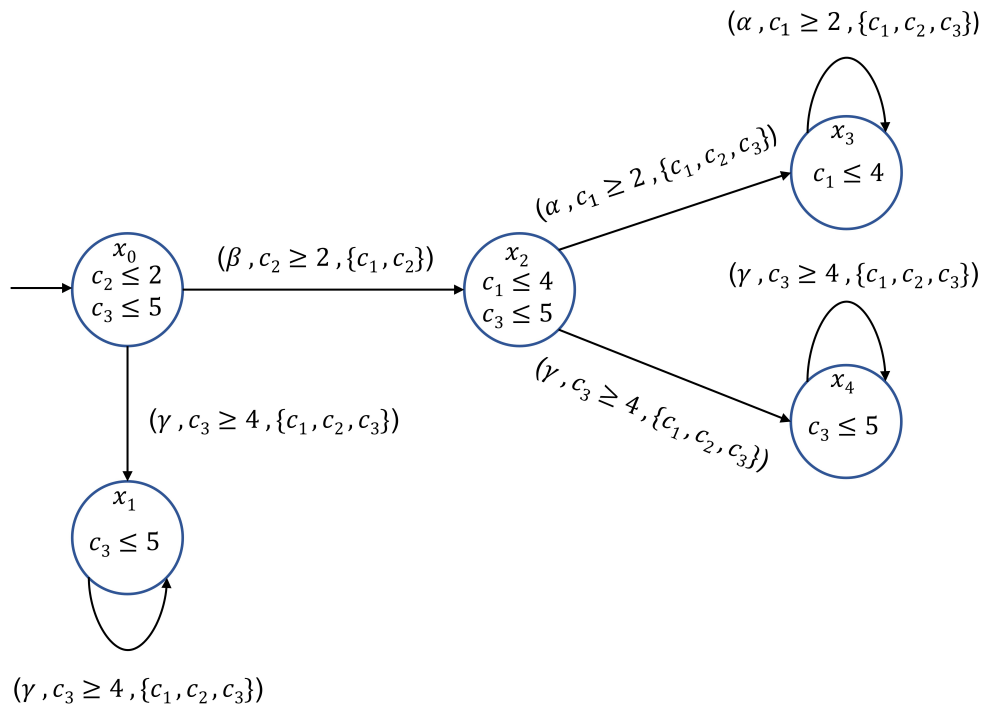 (α , c₁ ≥ 2 , {c₁, c₂, c₃})
x₃
c₁ ≤ 4
(α , c₁ ≥ 2 , {c₁, c₂, c₃})
x₀
c₂ ≤ 2
c₃ ≤ 5
(β , c₂ ≥ 2 , {c₁, c₂})
x₂
c₁ ≤ 4
c₃ ≤ 5
(γ , c₃ ≥ 4 , {c₁, c₂, c₃})
(γ , c₃ ≥ 4 , {c₁, c₂, c₃})
x₄
c₃ ≤ 5
(γ , c₃ ≥ 4 , {c₁, c₂, c₃})
x₁
c₃ ≤ 5
(γ , c₃ ≥ 4 , {c₁, c₂, c₃})